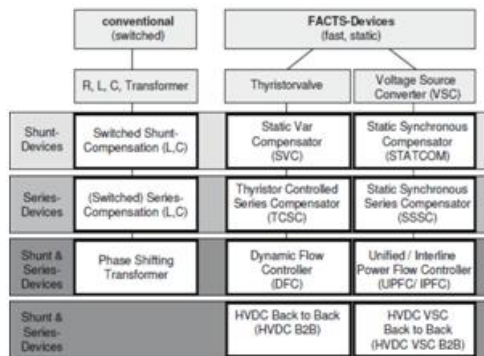 conventional
(switched)
FACTS-Devices
(fast, static)
R, L, C, Transformer
Thyristorvalve
Voltage Source
Converter (VSC)
Shunt-
Devices
Switched Shunt-
Compensation (L,C)
Static Var
Compensator
(SVC)
Static Synchronous
Compensator
(STATCOM)
Series-
Devices
(Switched) Series-
Compensation (L,C)
Thyristor Controlled
Series Compensator
(TCSC)
Static Synchronous
Series Compensator
(SSSC)
Shunt &
Series-
Devices
Phase Shifting
Transformer
Dynamic Flow
Controller
(DFC)
Unified / Interline
Power Flow Controller
(UPFC/ IPFC)
Shunt &
Series-
Devices
HVDC Back to Back
(HVDC B2B)
HVDC VSC
Back to Back
(HVDC VSC B2B)